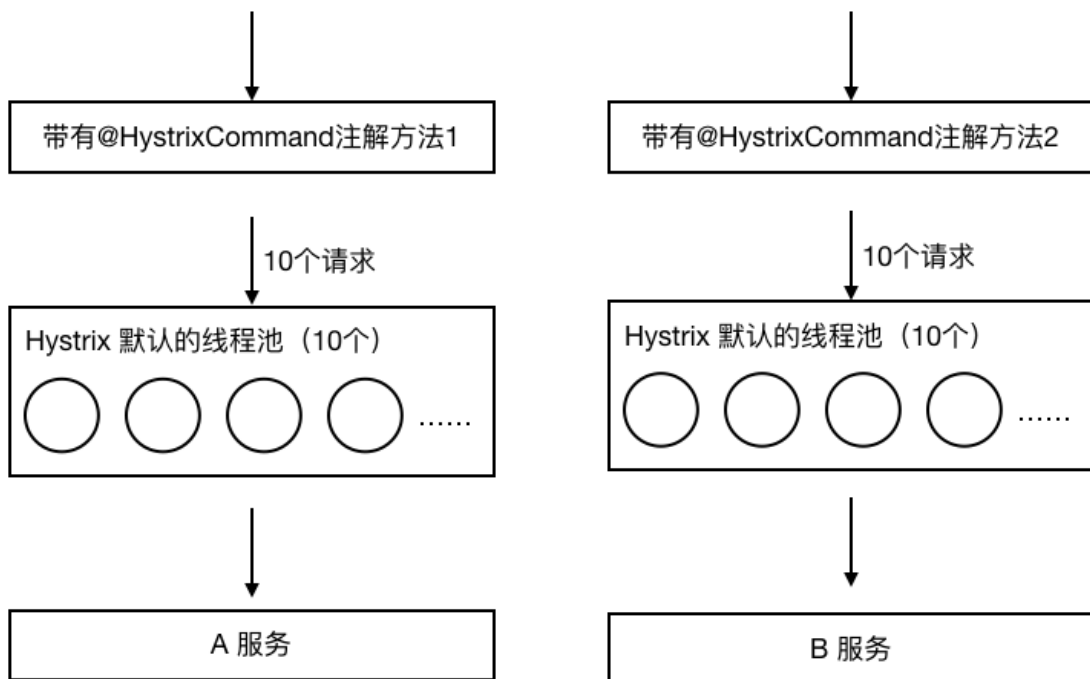 带有@HystrixCommand注解方法1
10个请求
Hystrix 默认的线程池（10个）
......
A 服务
带有@HystrixCommand注解方法2
10个请求
Hystrix 默认的线程池（10个）
......
B 服务